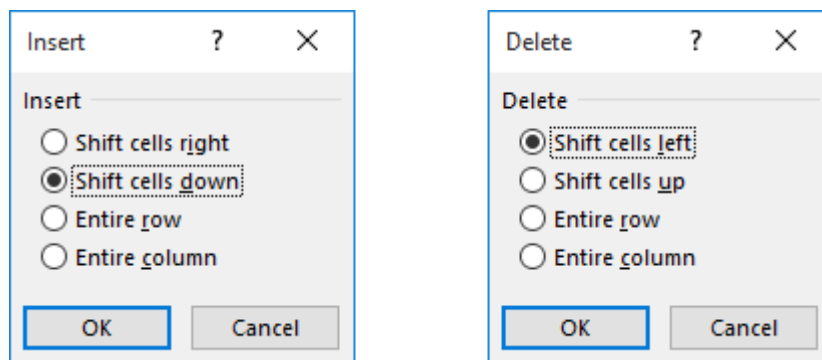 Insert ?
Insert
Shift cells right
Shift cells down
Entire row
Entire column
OK Cancel
Delete ?
Delete
Shift cells left
Shift cells up
Entire row
Entire column
OK Cancel